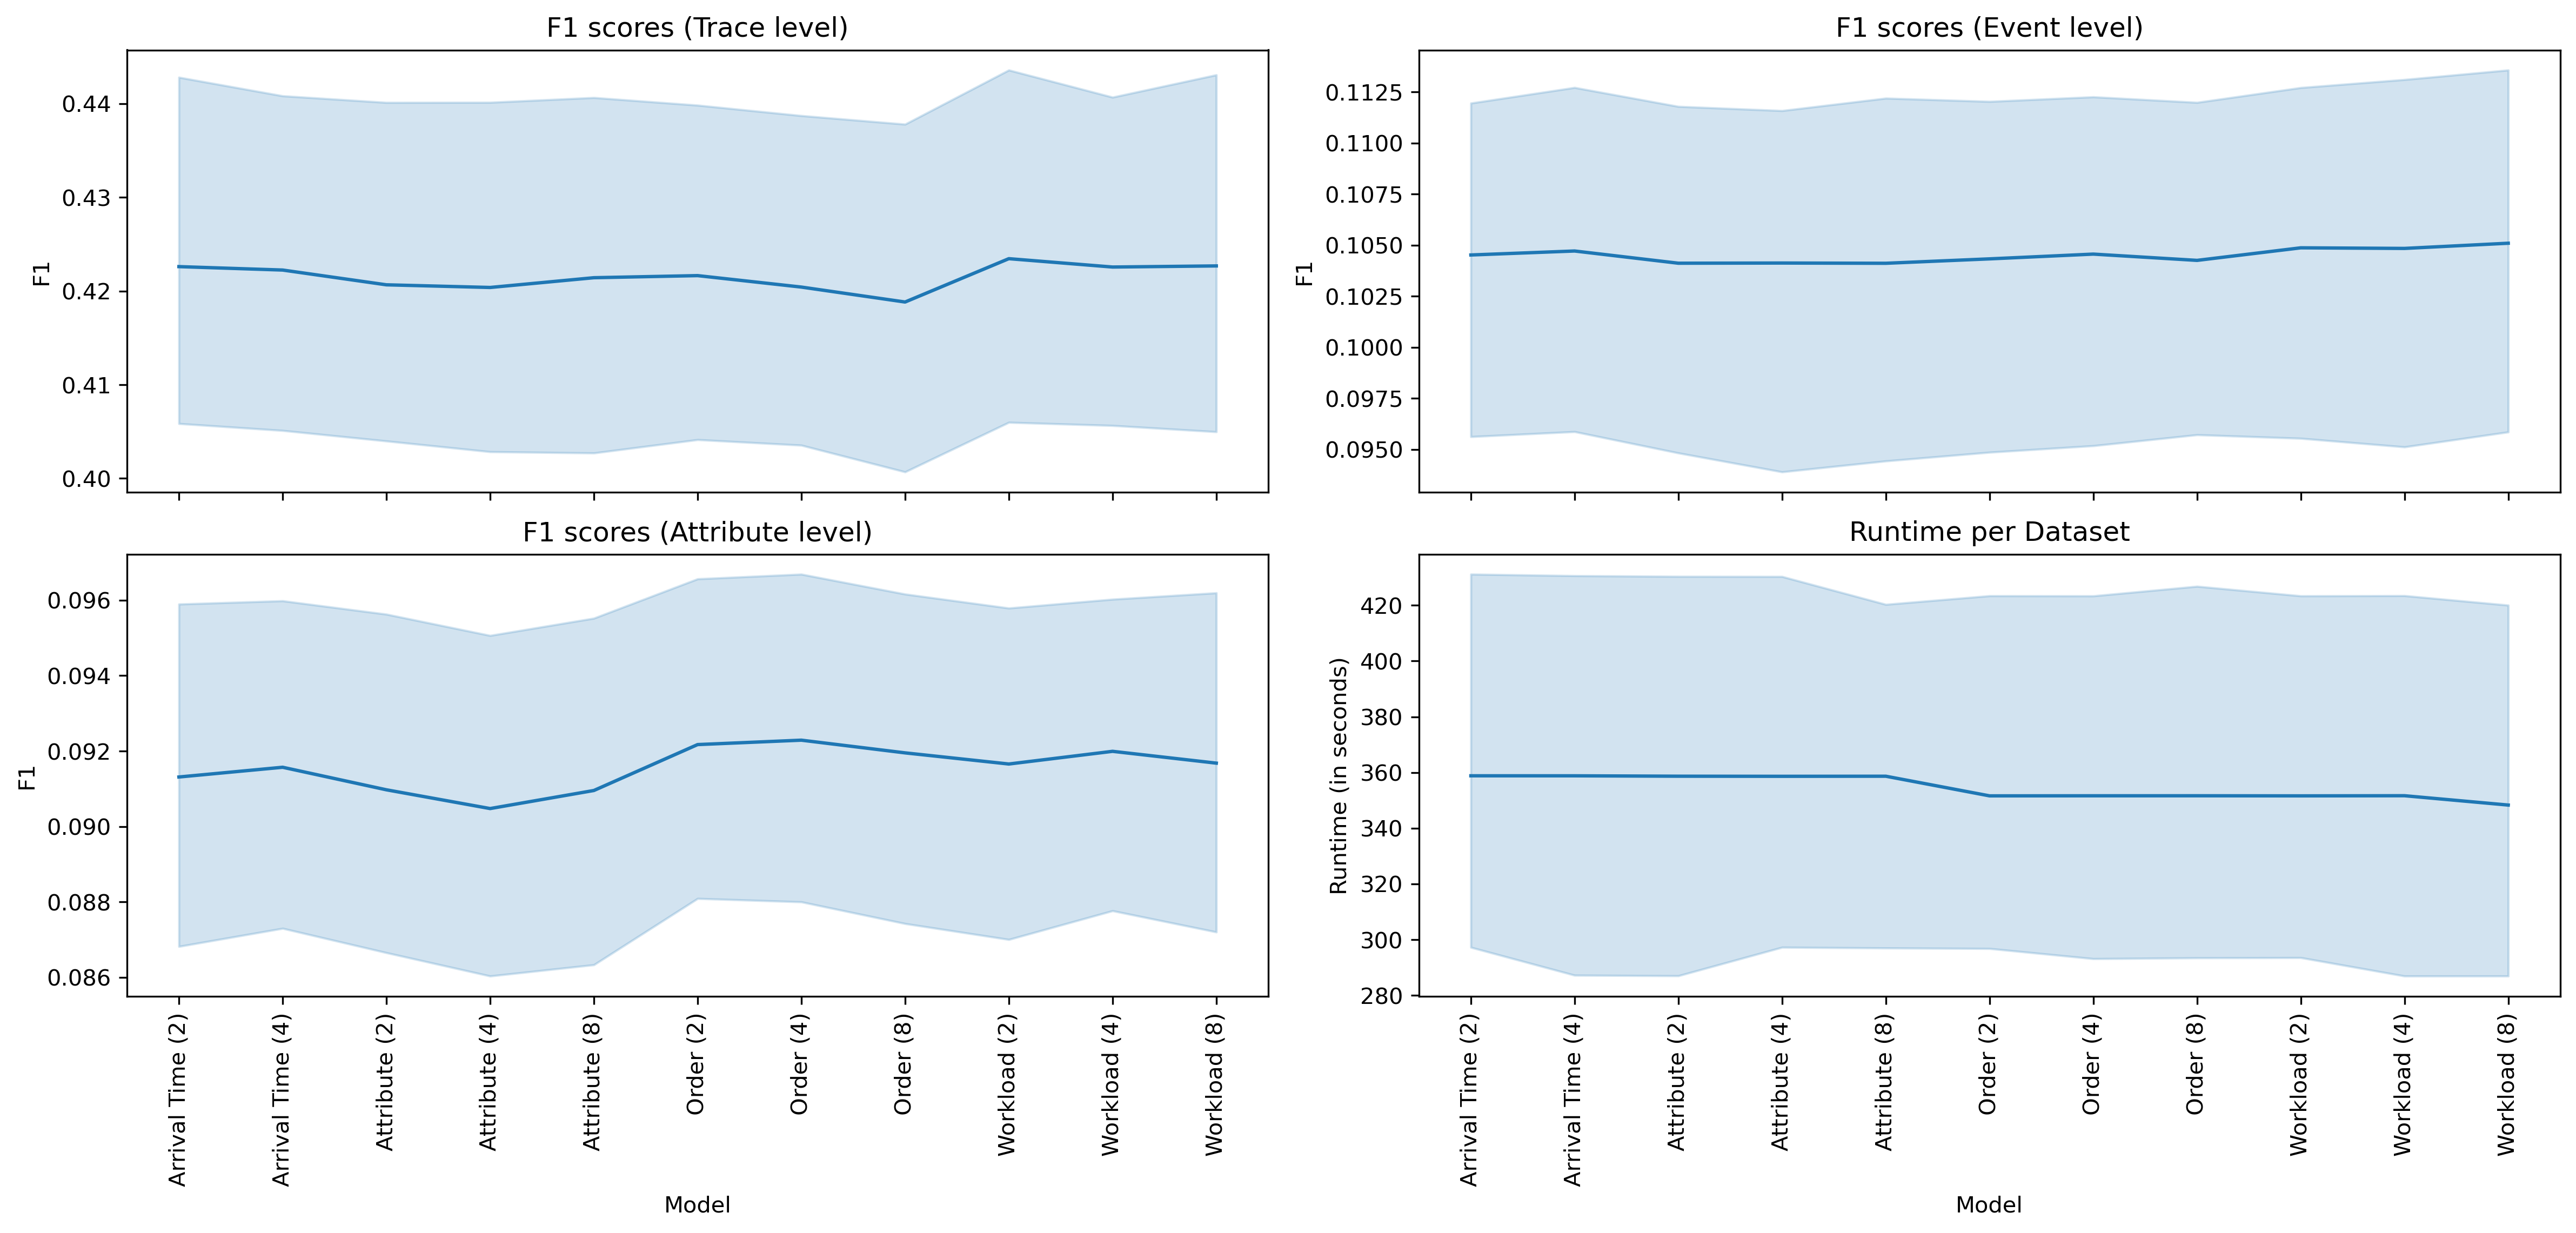 F1 scores (Trace level)
F1
0.44
0.43
0.42
0.41
0.40
F1 scores (Event level)
F1
0.1125
0.1100
0.1075
0.1050
0.1025
0.1000
0.0975
0.0950
F1 scores (Attribute level)
F1
0.096
0.094
0.092
0.090
0.088
0.086
Arrival Time (2)
Arrival Time (4)
Attribute (2)
Attribute (4)
Attribute (8)
Order (2)
Order (4)
Order (8)
Workload (2)
Workload (4)
Workload (8)
Model
Runtime per Dataset
Runtime (in seconds)
420
400
380
360
340
320
300
280
Arrival Time (2)
Arrival Time (4)
Attribute (2)
Attribute (4)
Attribute (8)
Order (2)
Order (4)
Order (8)
Workload (2)
Workload (4)
Workload (8)
Model